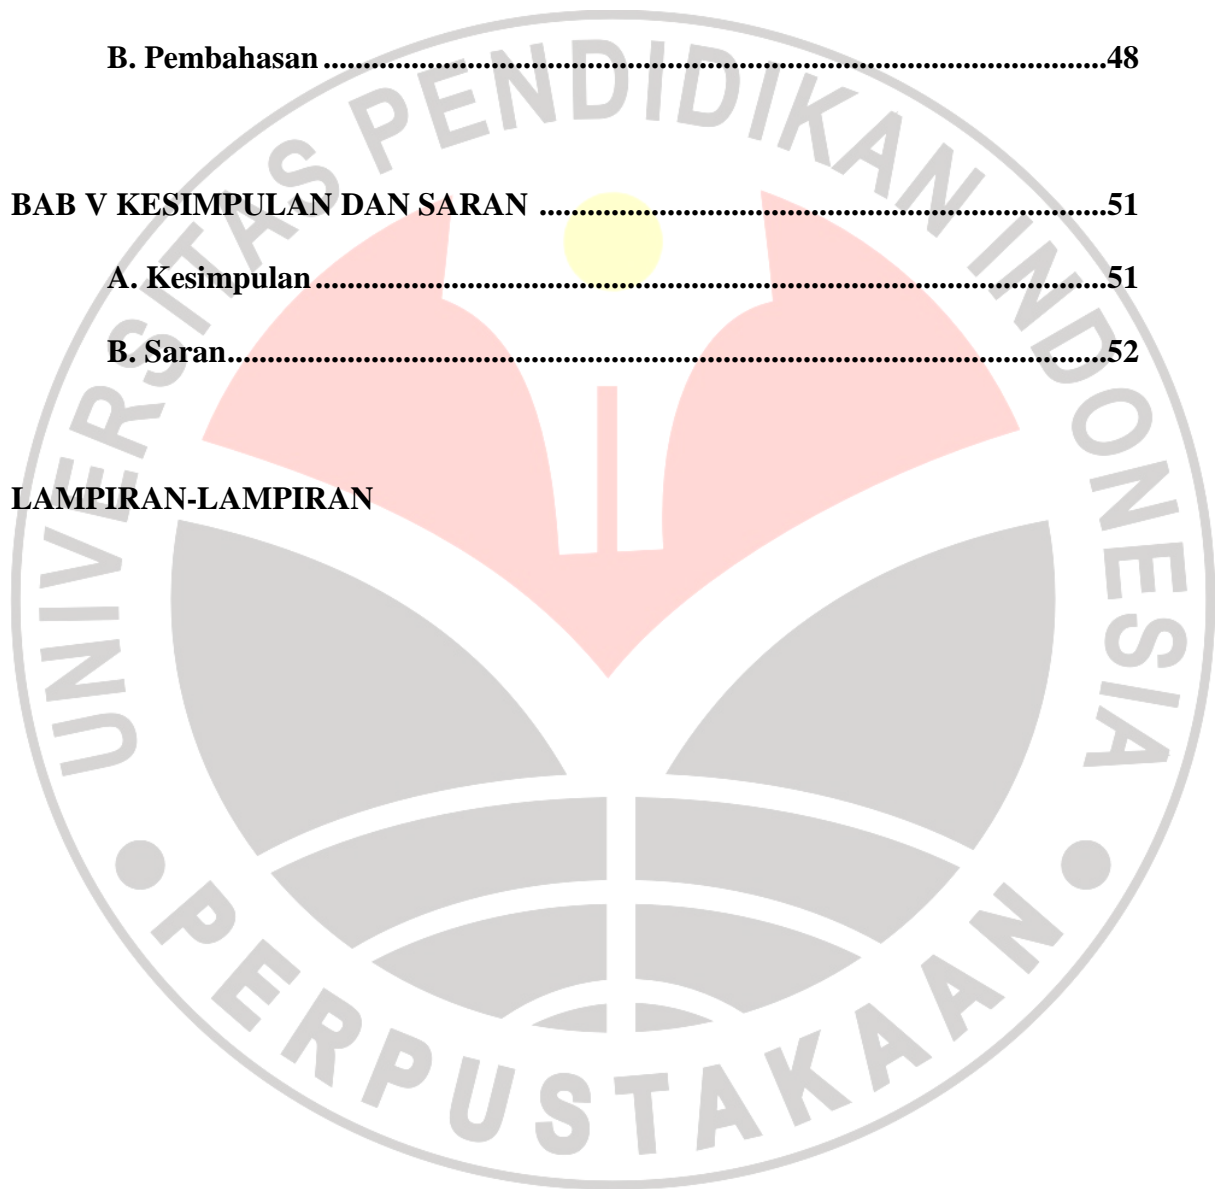 B. Pembahasan ....................................................................................................48
BAB V KESIMPULAN DAN SARAN ........................................................................51
A. Kesimpulan ....................................................................................................51
B. Saran................................................................................................................52
LAMPIRAN-LAMPIRAN
UNIVERSITAS PENDIDIKAN INDONESIA
PERPUSTAKAAN